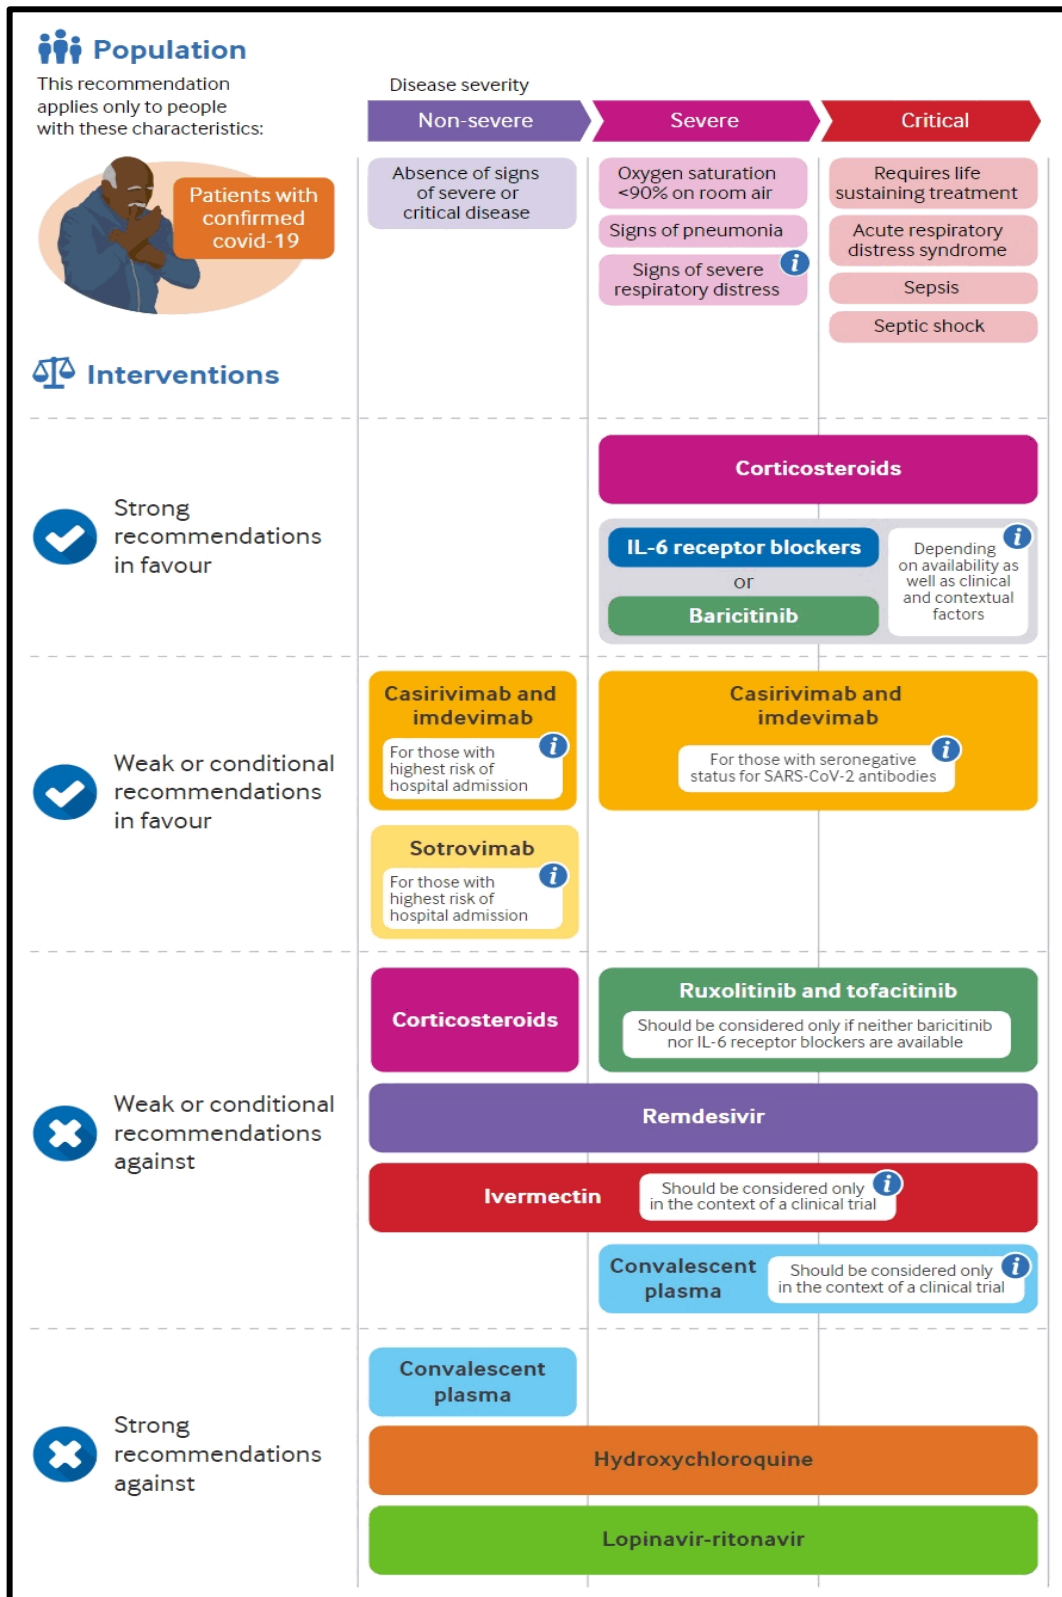 Population
This recommendation
applies only to people
with these characteristics:
Patients with
confirmed
covid-19
Disease severity
Non-severe
Severe
Critical
Absence of signs
of severe or
critical disease
Oxygen saturation
<90% on room air
Signs of pneumonia
Signs of severe
respiratory distress
i
Requires life
sustaining treatment
Acute respiratory
distress syndrome
Sepsis
Septic shock
Interventions
Strong
recommendations
in favour
Corticosteroids
IL-6 receptor blockers
or
Baricitinib
Depending
on availability as
well as clinical
and contextual
factors
i
Weak or conditional
recommendations
in favour
Casirivimab and
imdevimab
For those with
highest risk of
hospital admission
i
Casirivimab and
imdevimab
For those with seronegative
status for SARS-CoV-2 antibodies
i
Sotrovimab
For those with
highest risk of
hospital admission
i
Weak or conditional
recommendations
against
Corticosteroids
Ruxolitinib and tofacitinib
Should be considered only if neither baricitinib
nor IL-6 receptor blockers are available
Remdesivir
Ivermectin
Should be considered only
in the context of a clinical trial
i
Convalescent
plasma
Should be considered only
in the context of a clinical trial
i
Strong
recommendations
against
Convalescent
plasma
Hydroxychloroquine
Lopinavir-ritonavir